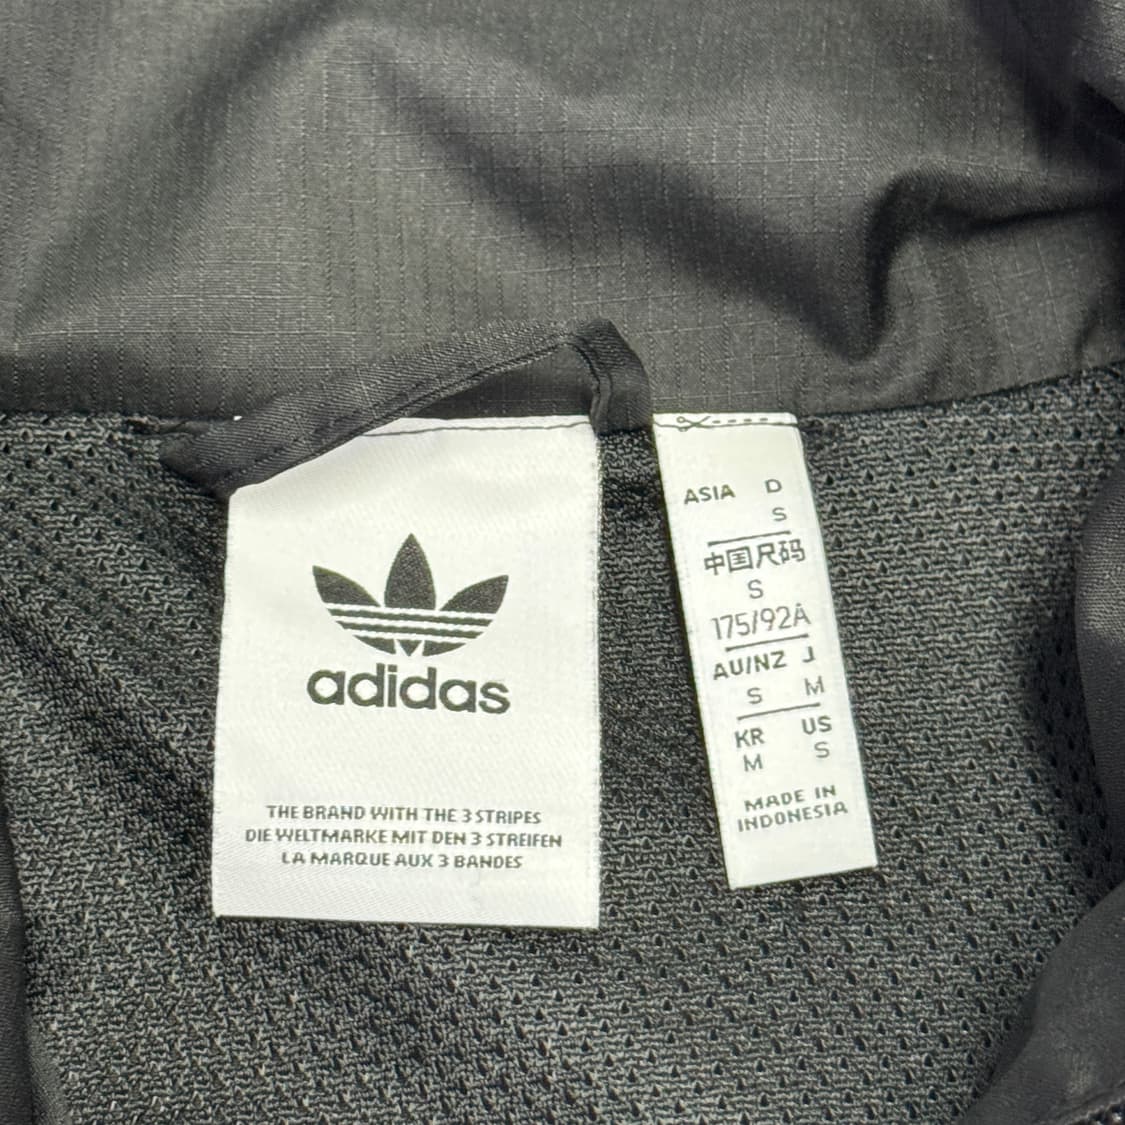 adidas
THE BRAND WITH THE 3 STRIPES
DIE WELTMARKE MIT DEN 3 STREIFEN
LA MARQUE AUX 3 BANDES
ASIA D
S
中国尺码
S
175/92A
AU/NZ J
S M
KR US
M S
MADE IN
INDONESIA